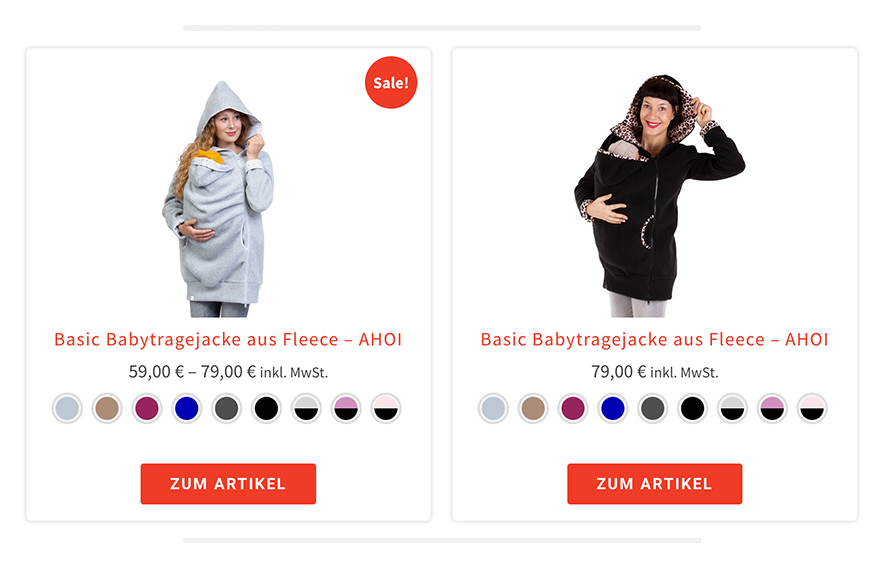 Sale!
Basic Babytragejacke aus Fleece – AHOI
59,00 € – 79,00 € inkl. MwSt.
ZUM ARTIKEL
Basic Babytragejacke aus Fleece – AHOI
79,00 € inkl. MwSt.
ZUM ARTIKEL